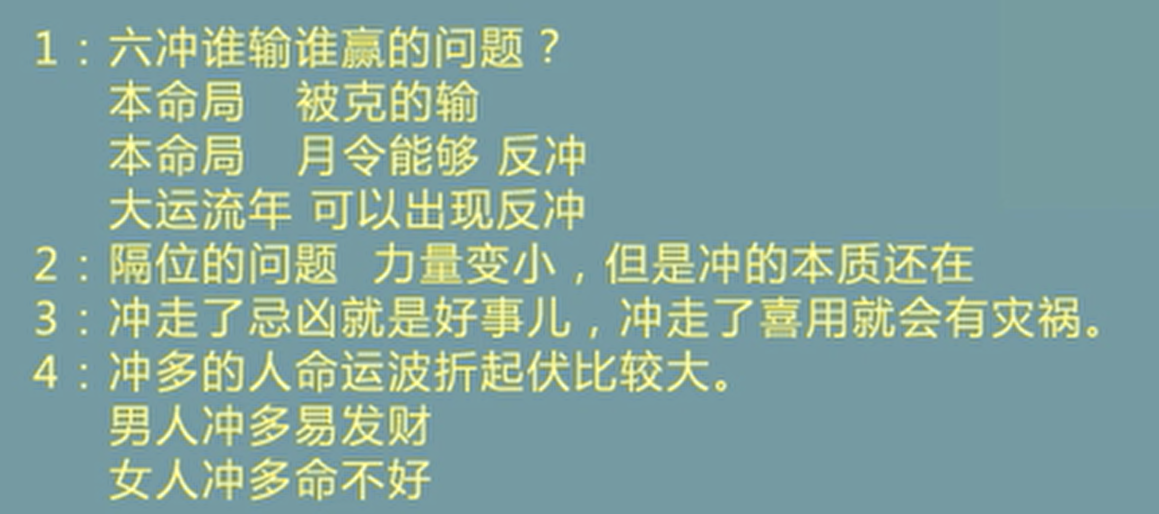 1：六冲谁输谁赢的问题？
本命局 被克的输
本命局 月令能够 反冲
大运流年 可以出现反冲
2：隔位的问题 力量变小，但是冲的本质还在
3：冲走了忌凶就是好事儿，冲走了喜用就会有灾祸。
4：冲多的人命运波折起伏比较大。
男人冲多易发财
女人冲多命不好